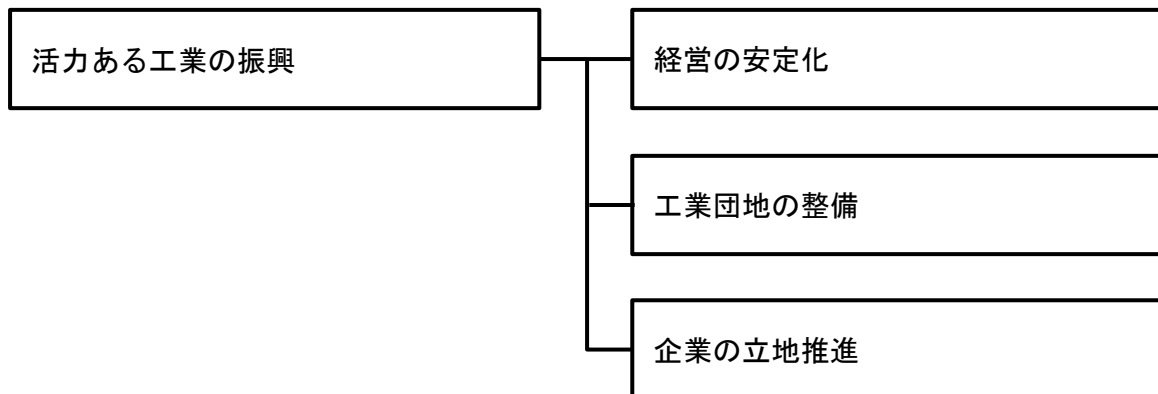 活力ある工業の振興
経営の安定化
工業団地の整備
企業の立地推進